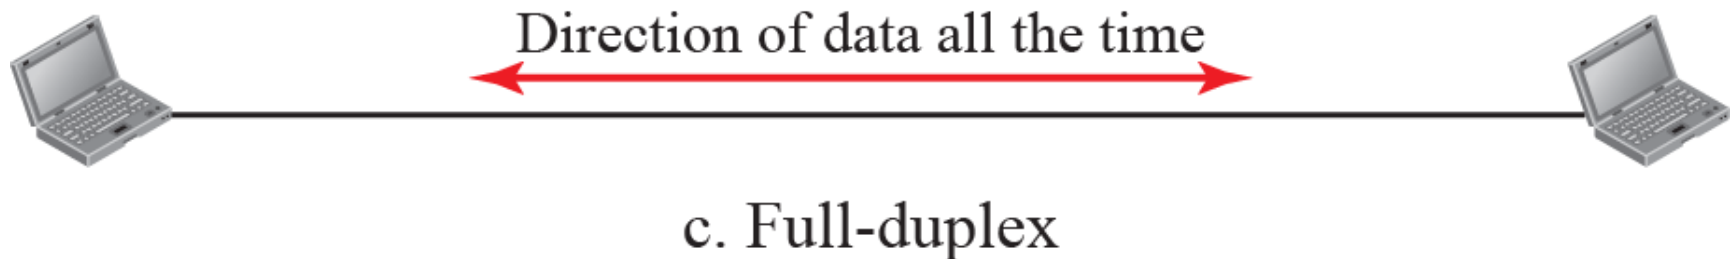 Direction of data all the time
c. Full-duplex